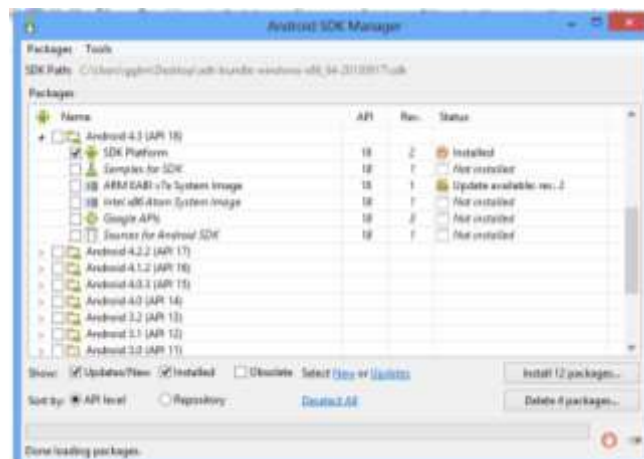 Android SDK Manager
Packages Tools
SDK Path:
Packages
Name API Rev. Status
Android 4.3 (API 18)
SDK Platform 18 2 Installed
Samples for SDK 18 1 Not installed
ARM EABI v7a System Image 18 1 Update available: rev. 2
Intel x86 Atom System Image 18 1 Not installed
Google APIs 18 3 Not installed
Sources for Android SDK 18 1 Not installed
Android 4.2.2 (API 17)
Android 4.1.2 (API 16)
Android 4.0.3 (API 15)
Android 4.0 (API 14)
Android 3.2 (API 13)
Android 3.1 (API 12)
Android 3.0 (API 11)
Show: Updates/New Installed Obsolete Select New or Updates Install 12 packages...
Sort by: API level Repository Deselect All Delete 4 packages...
Done loading packages.